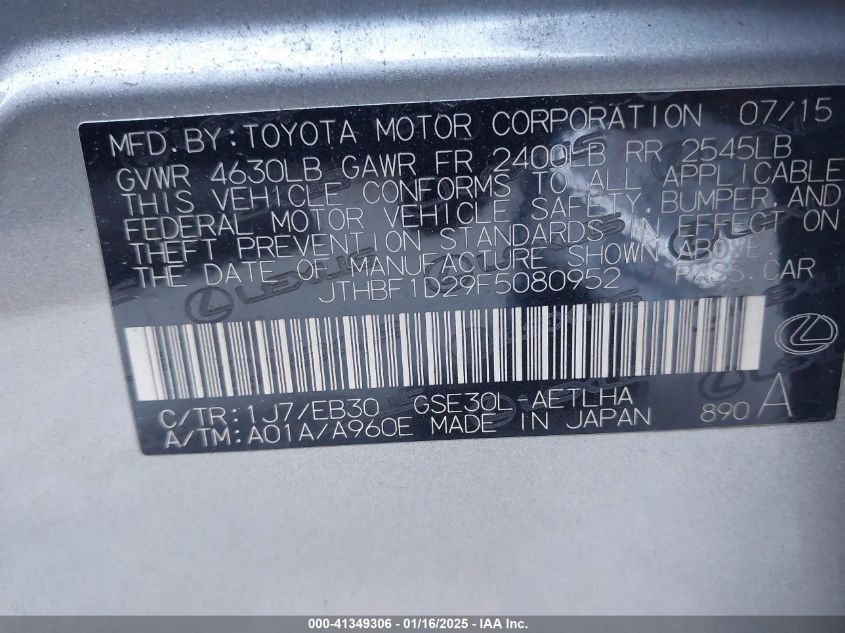 MFD. BY: TOYOTA MOTOR CORPORATION 07/15
GVWR 4630LB GAWR FR 2400LB RR 2545LB
THIS VEHICLE CONFORMS TO ALL APPLICABLE
FEDERAL MOTOR VEHICLE SAFETY, BUMPER, AND
THEFT PREVENTION STANDARDS IN EFFECT ON
THE DATE OF MANUFACTURE SHOWN ABOVE.
JTHBF1D29F5080952 PASS. CAR
C/TR: 1J7/EB30 GSE30L-AETLHA
A/TM: A01A/A960E MADE IN JAPAN 890 A
000-41349306 - 01/16/2025 - IAA Inc.